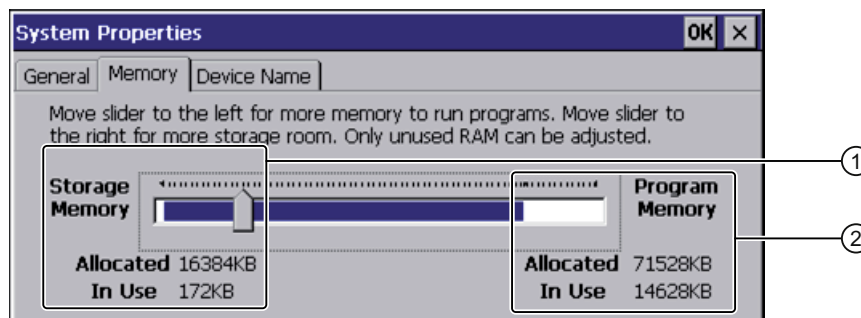 System Properties OK ×
General Memory Device Name
Move slider to the left for more memory to run programs. Move slider to
the right for more storage room. Only unused RAM can be adjusted.
Storage Program
Memory Memory
Allocated 16384KB Allocated 71528KB
In Use 172KB In Use 14628KB
1
2